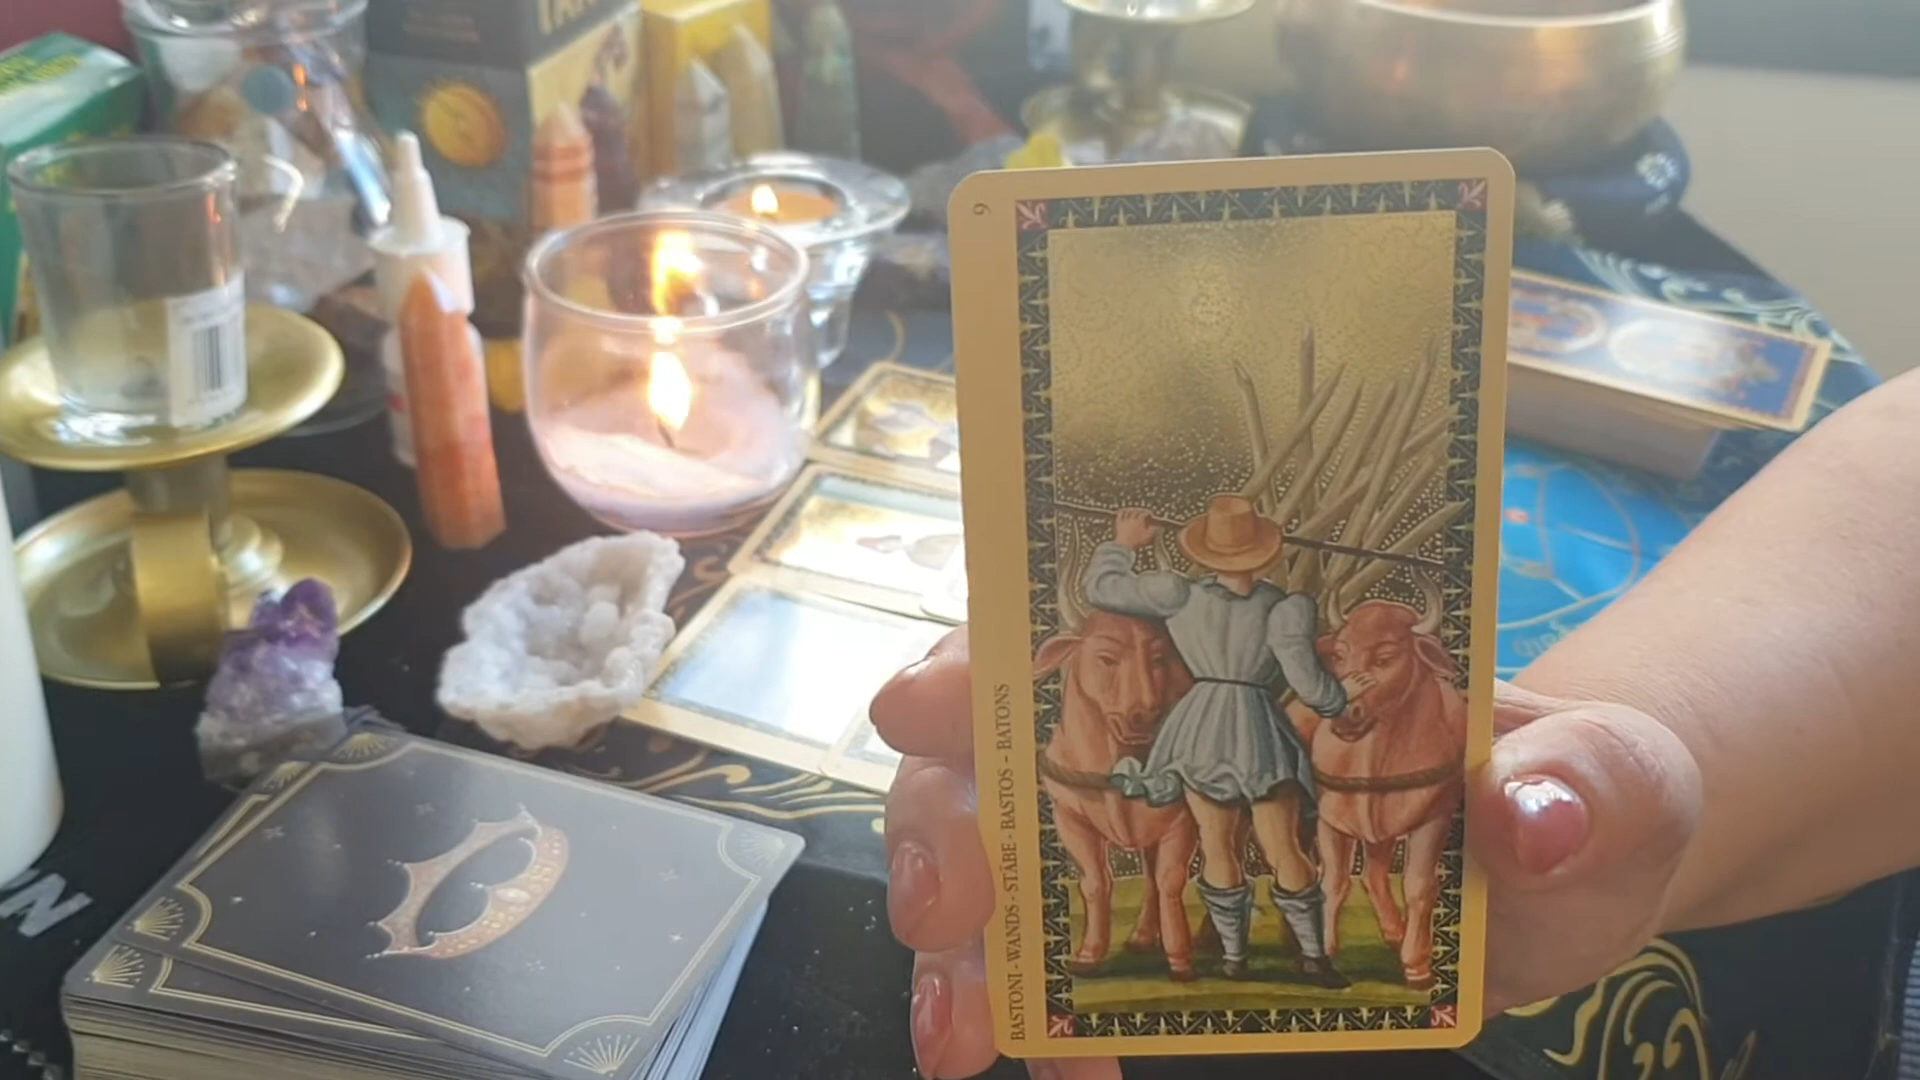 9
BASTONI - WANDS - STÄBE - BASTOS - BATONS